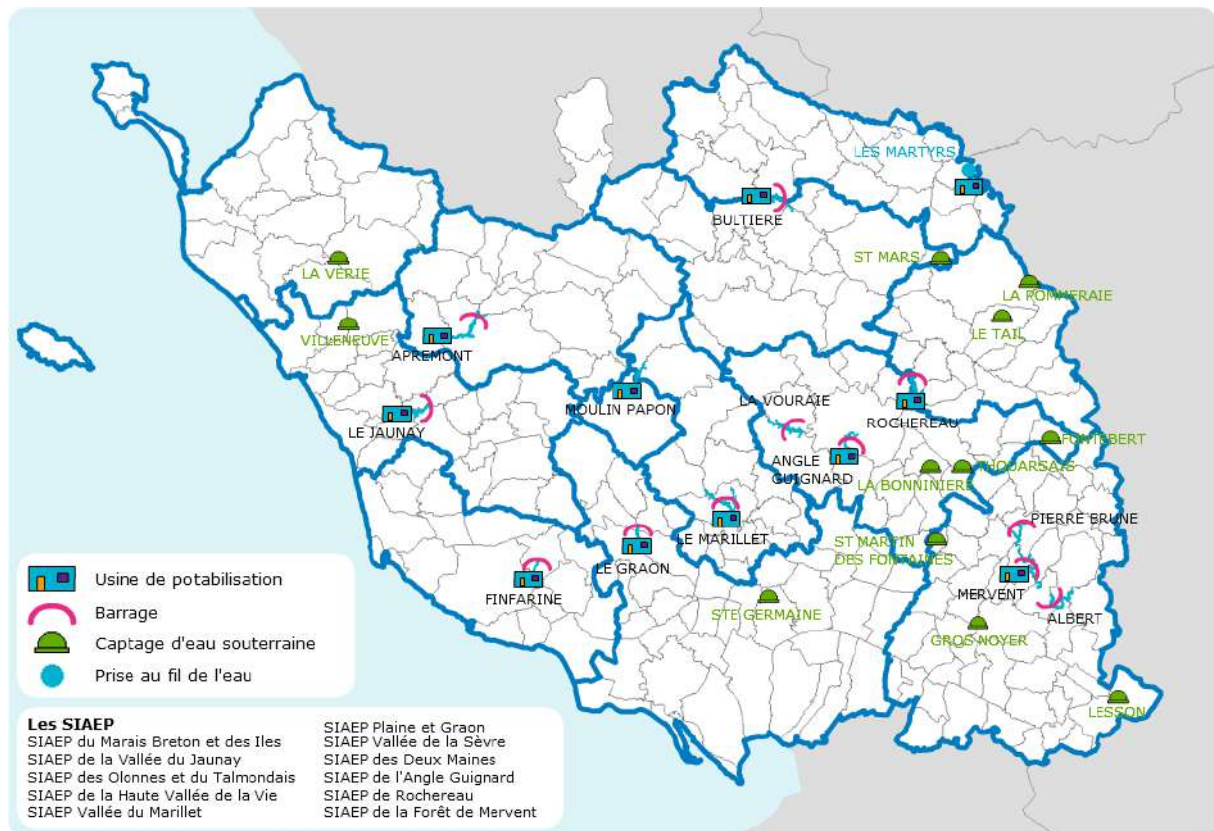 LES MARTYRS
BULTIERE
ST MARS
LA VERIE
LA POMMERAIE
VILLENEUVE
LE TAIL
APREMONT
MOULIN PAPON
LA VOURAIE
ROCHEREAU
LE JAUNAY
FONTEBERT
ANGLE
GUIGNARD
THOUARSAIS
LA BONNINIERE
PIERRE BRUNE
LE MARILLET
ST MARTIN
DES FONTAINES
LE GRAON
MERVENT
FINFARINE
STE GERMAINE
ALBERT
GROS NOYER
LESSON
Usine de potabilisation
Barrage
Captage d'eau souterraine
Prise au fil de l'eau
Les SIAEP
SIAEP du Marais Breton et des Iles
SIAEP de la Vallée du Jaunay
SIAEP des Olonnes et du Talmondais
SIAEP de la Haute Vallée de la Vie
SIAEP Vallée du Marillet
SIAEP Plaine et Graon
SIAEP Vallée de la Sèvre
SIAEP des Deux Maines
SIAEP de l'Angle Guignard
SIAEP de Rochereau
SIAEP de la Forêt de Mervent